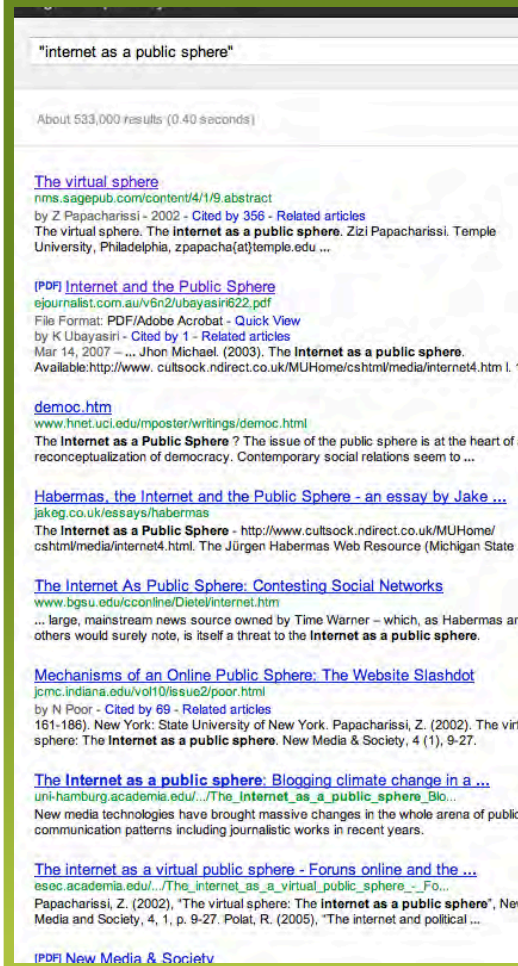 "internet as a public sphere"
About 533,000 results (0.40 seconds)
The virtual sphere
nms.sagepub.com/content/4/1/9.abstract
by Z Papacharissi - 2002 - Cited by 356 - Related articles
The virtual sphere. The internet as a public sphere. Zizi Papacharissi. Temple
University, Philadelphia, zpapacha{at}temple.edu ...
[PDF] Internet and the Public Sphere
ejournalist.com.au/v6n2/ubayasiri622.pdf
File Format: PDF/Adobe Acrobat - Quick View
by K Ubayasiri - Cited by 1 - Related articles
Mar 14, 2007 – ... Jhon Michael. (2003). The Internet as a public sphere.
Available:http://www. cultsock.ndirect.co.uk/MUHome/cshtml/media/internet4.htm l.
democ.htm
www.hnet.uci.edu/mposter/writings/democ.html
The Internet as a Public Sphere ? The issue of the public sphere is at the heart of
reconceptualization of democracy. Contemporary social relations seem to ...
Habermas, the Internet and the Public Sphere - an essay by Jake ...
jakeg.co.uk/essays/habermas
The Internet as a Public Sphere - http://www.cultsock.ndirect.co.uk/MUHome/
cshtml/media/internet4.html. The Jürgen Habermas Web Resource (Michigan State
The Internet As Public Sphere: Contesting Social Networks
www.bgsu.edu/cconline/Dietel/internet.htm
... large, mainstream news source owned by Time Warner – which, as Habermas
others would surely note, is itself a threat to the Internet as a public sphere.
Mechanisms of an Online Public Sphere: The Website Slashdot
jcmc.indiana.edu/vol10/issue2/poor.html
by N Poor - Cited by 69 - Related articles
161-186). New York: State University of New York. Papacharissi, Z. (2002). The
sphere: The Internet as a public sphere. New Media & Society, 4 (1), 9-27.
The Internet as a public sphere: Blogging climate change in a ...
uni-hamburg.academia.edu/.../The_Internet_as_a_public_sphere_Blo...
New media technologies have brought massive changes in the whole arena of
communication patterns including journalistic works in recent years.
The internet as a virtual public sphere - Foruns online and the ...
esec.academia.edu/.../The_internet_as_a_virtual_public_sphere_-_Fo...
Papacharissi, Z. (2002), "The virtual sphere: The internet as a public sphere",
Media and Society, 4, 1, p. 9-27. Polat, R. (2005), "The internet and political ...
[PDF] New Media & Society